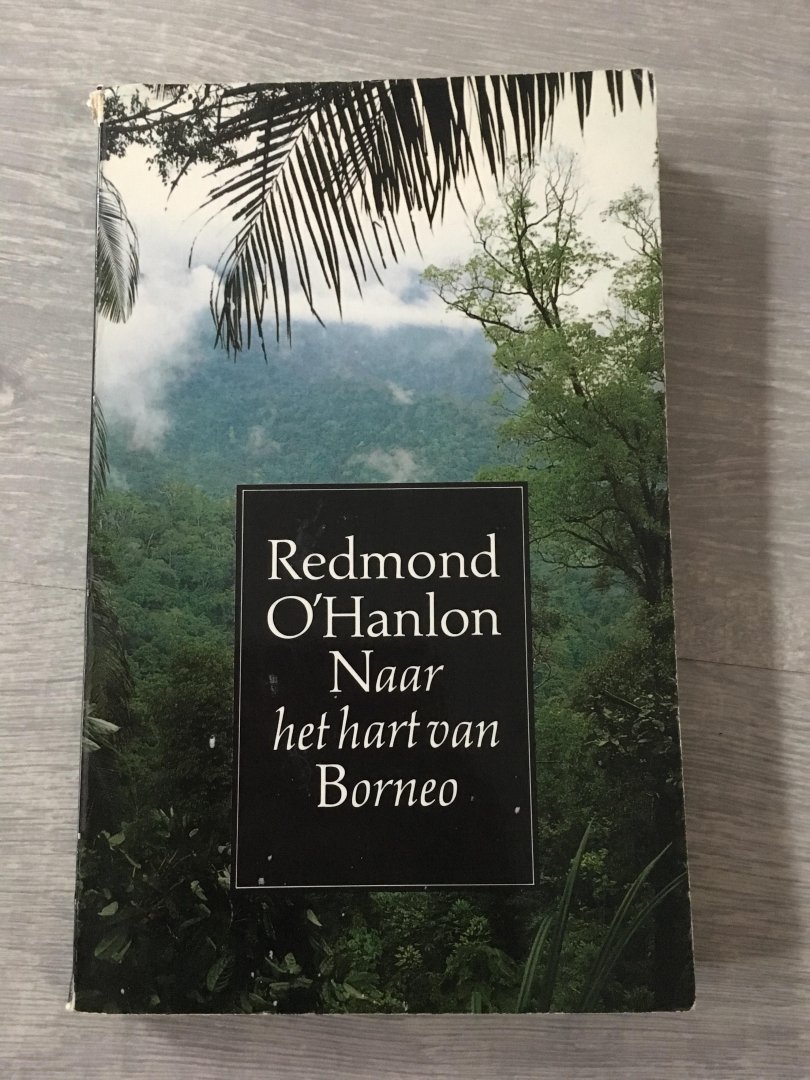 Redmond
O'Hanlon
Naar
het hart van
Borneo